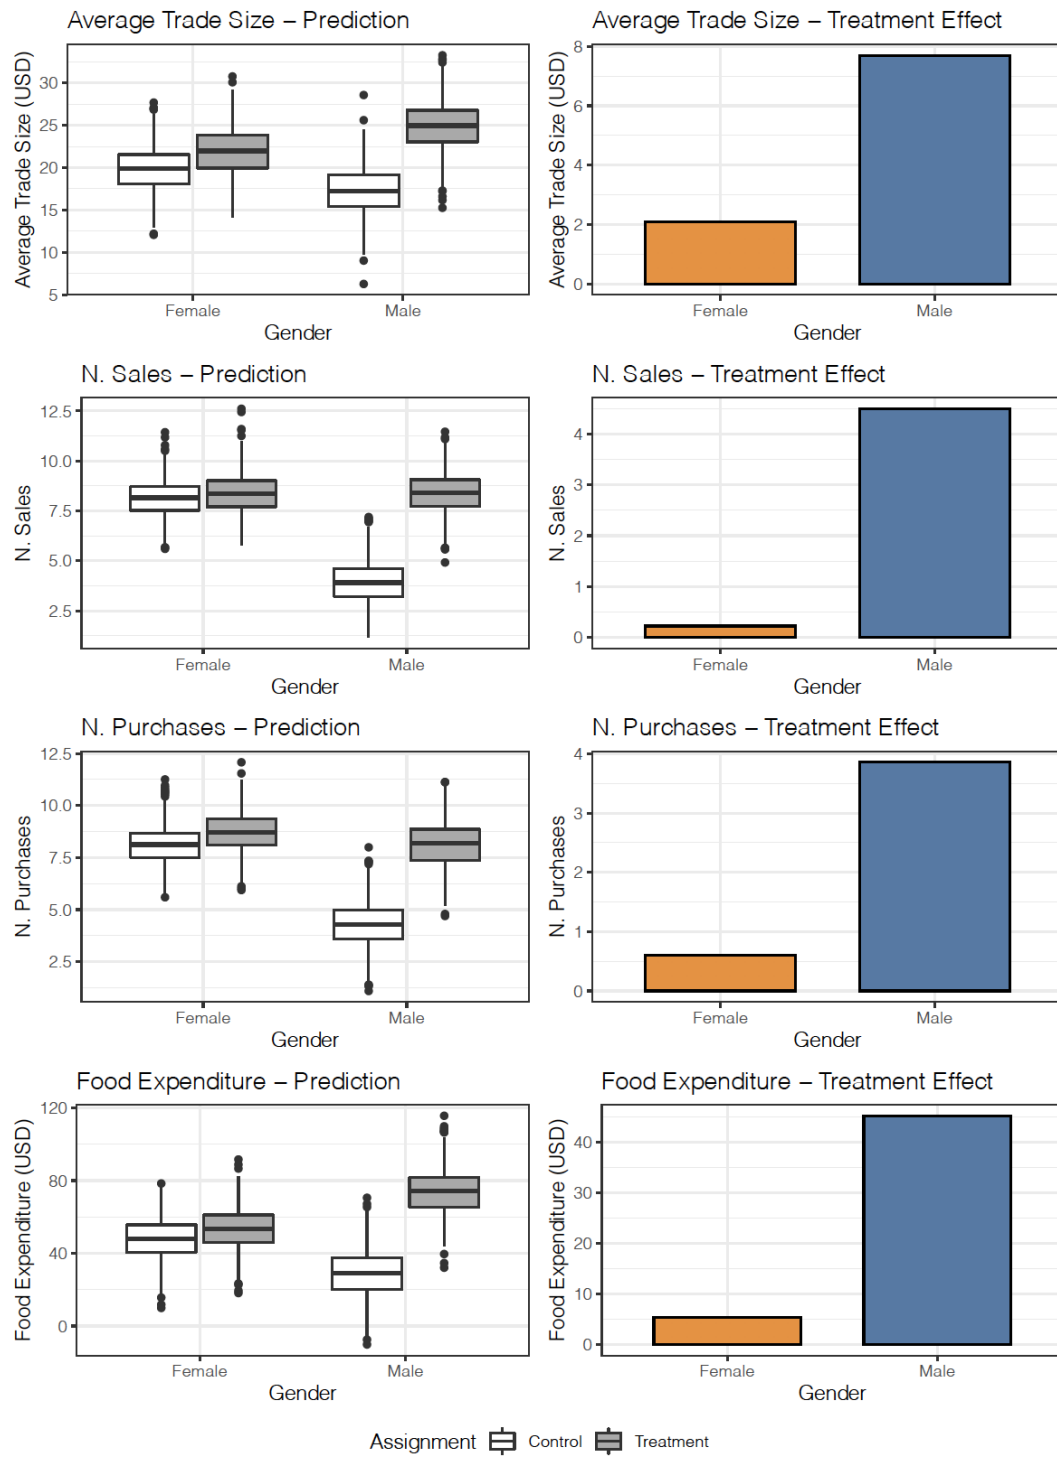 Average Trade Size – Prediction
Average Trade Size (USD)
30
25
20
15
10
5
Female
Male
Gender
Average Trade Size – Treatment Effect
Average Trade Size (USD)
8
6
4
2
0
Female
Male
Gender
N. Sales – Prediction
N. Sales
12.5
10.0
7.5
5.0
2.5
Female
Male
Gender
N. Sales – Treatment Effect
N. Sales
4
3
2
1
0
Female
Male
Gender
N. Purchases – Prediction
N. Purchases
12.5
10.0
7.5
5.0
2.5
Female
Male
Gender
N. Purchases – Treatment Effect
N. Purchases
4
3
2
1
0
Female
Male
Gender
Food Expenditure – Prediction
Food Expenditure (USD)
120
80
40
0
Female
Male
Gender
Food Expenditure – Treatment Effect
Food Expenditure (USD)
40
30
20
10
0
Female
Male
Gender
Assignment Control Treatment